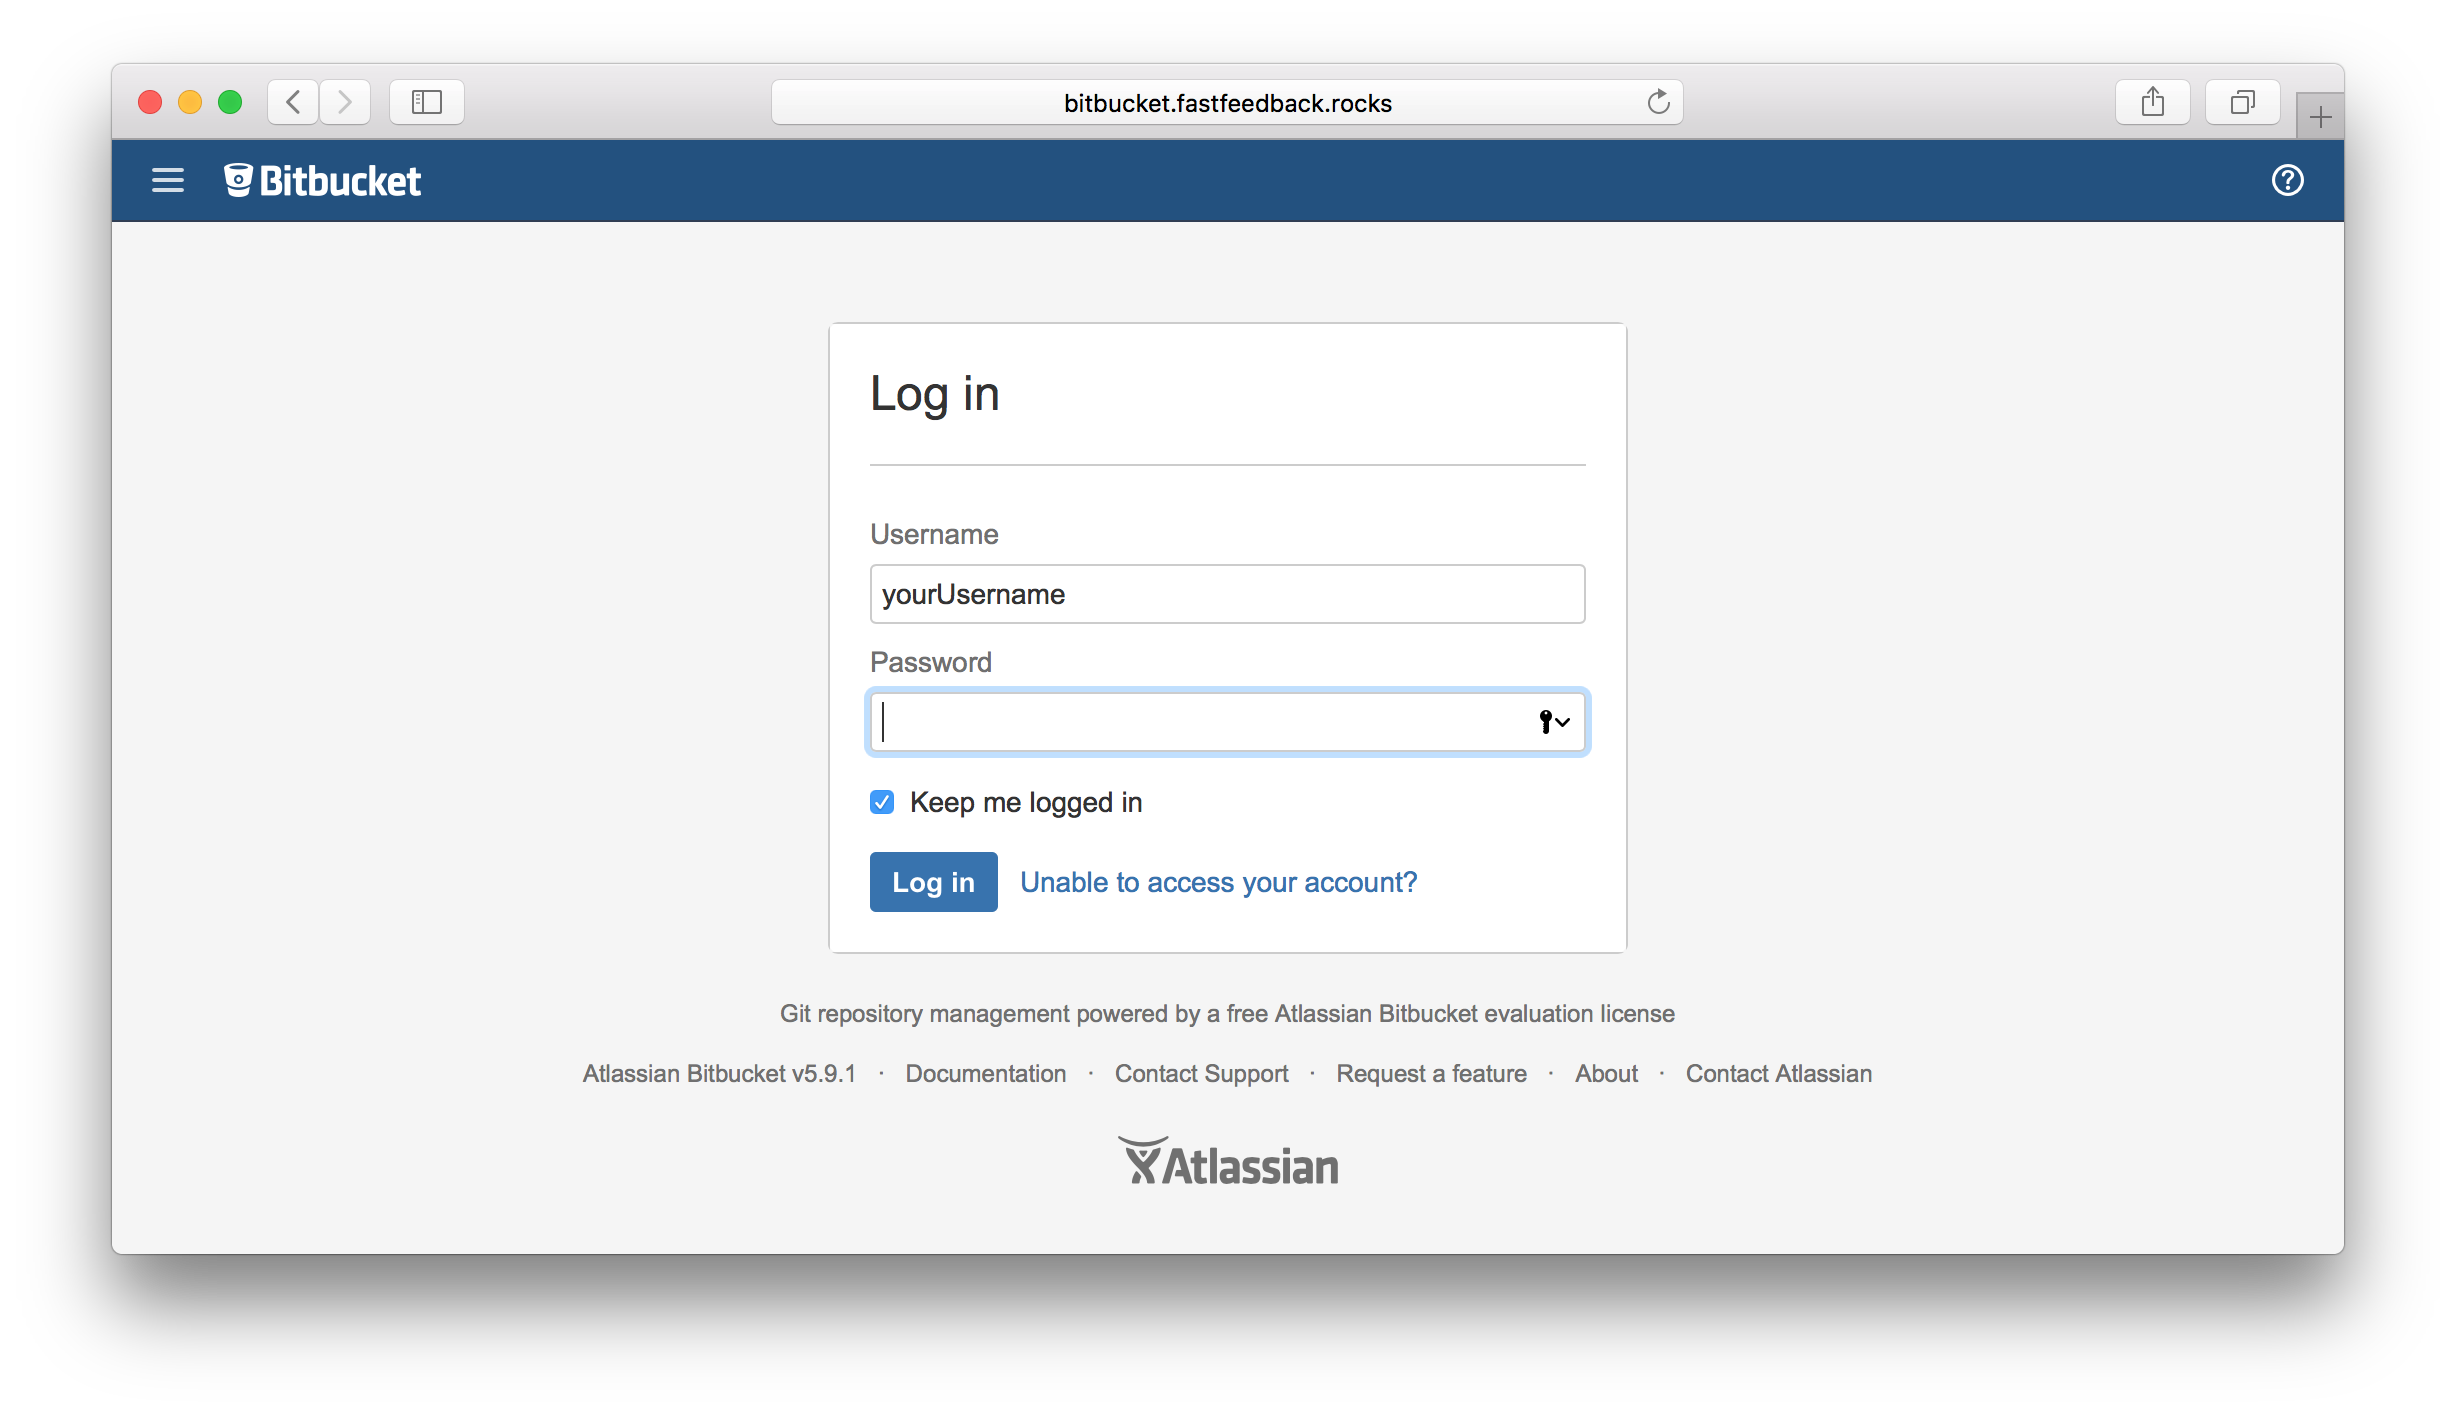 bitbucket.fastfeedback.rocks
Bitbucket
Log in
Username
yourUsername
Password
Keep me logged in
Log in Unable to access your account?
Git repository management powered by a free Atlassian Bitbucket evaluation license
Atlassian Bitbucket v5.9.1 · Documentation · Contact Support · Request a feature · About · Contact Atlassian
Atlassian